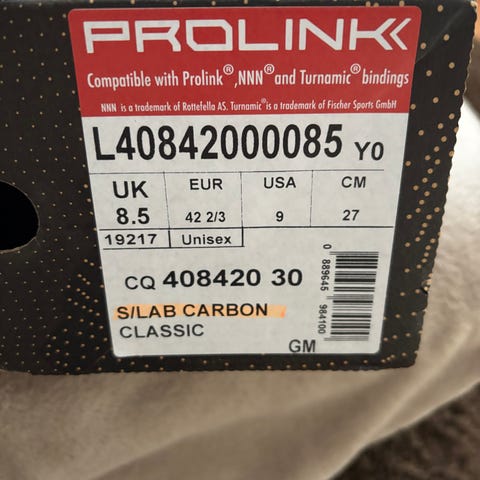 PROLINK
Compatible with Prolink®, NNN® and Turnamic® bindings
NNN is a trademark of Rottefella AS. Turnamic® is a trademark of Fischer Sports GmbH
L40842000085 Y0
UK EUR USA CM
8.5 42 2/3 9 27
19217 Unisex
CQ 408420 30
S/LAB CARBON
CLASSIC
GM
0 889645 984100